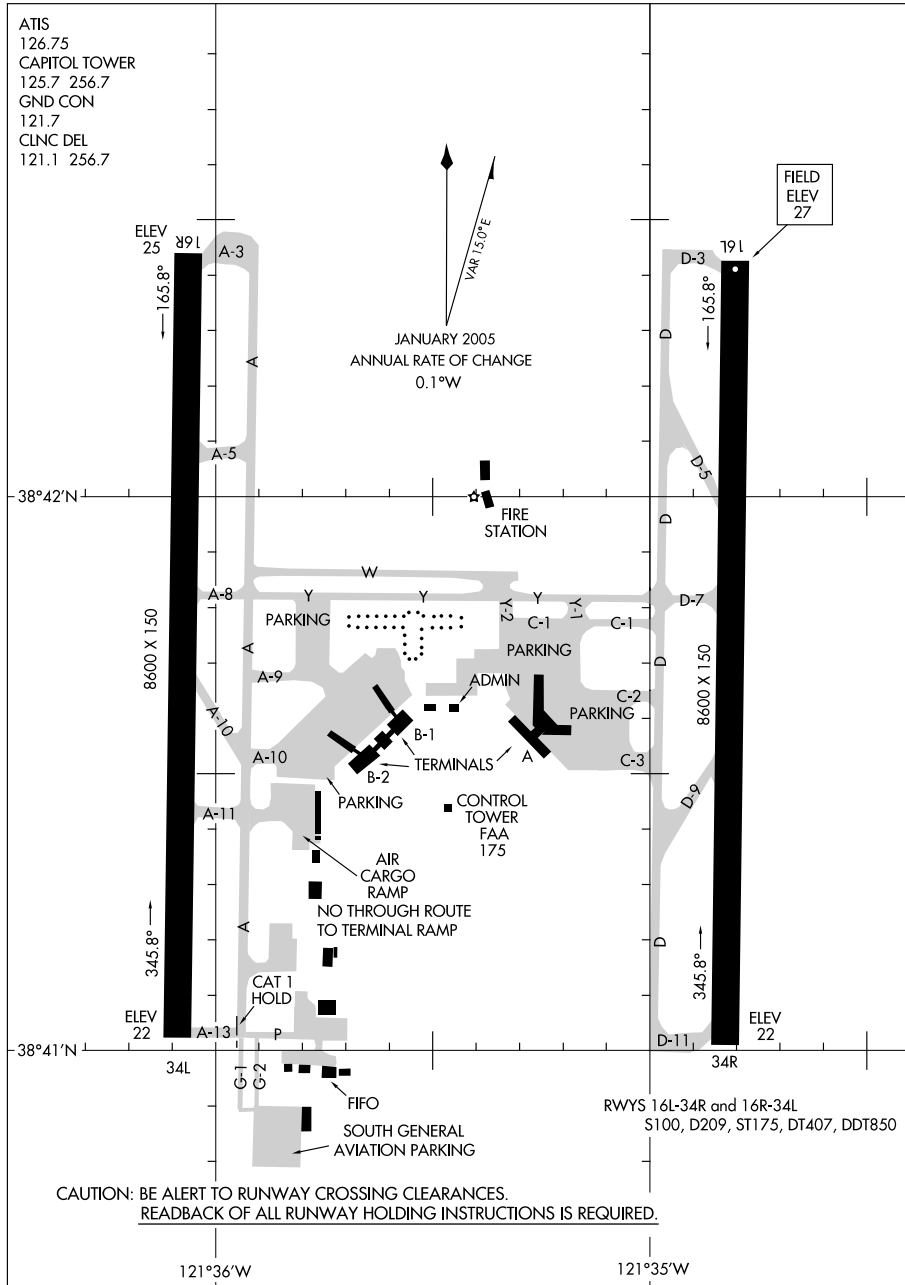 ATIS
126.75
CAPITOL TOWER
125.7 256.7
GND CON
121.7
CLNC DEL
121.1 256.7
FIELD
ELEV
27
VAR 15.0°E
JANUARY 2005
ANNUAL RATE OF CHANGE
0.1°W
ELEV
25
16R
A-3
165.8°
D-3
16L
165.8°
A
D
A-5
D-5
38°42'N
FIRE
STATION
D
W
A-8
Y
Y
Y-2
Y
Y-1
D-7
PARKING
C-1
C-1
8600 X 150
A
PARKING
D
8600 X 150
A-9
ADMIN
C-2
A-10
PARKING
B-1
A-10
TERMINALS
A
C-3
B-2
PARKING
D-9
A-11
CONTROL
TOWER
FAA
175
AIR
CARGO
RAMP
NO THROUGH ROUTE
TO TERMINAL RAMP
A
D
345.8°
345.8°
CAT 1
HOLD
ELEV
22
A-13
P
ELEV
22
D-11
38°41'N
34L
34R
G-1
G-2
FIFO
RWYS 16L-34R and 16R-34L
S100, D209, ST175, DT407, DDT850
SOUTH GENERAL
AVIATION PARKING
CAUTION: BE ALERT TO RUNWAY CROSSING CLEARANCES.
READBACK OF ALL RUNWAY HOLDING INSTRUCTIONS IS REQUIRED.
121°36'W
121°35'W